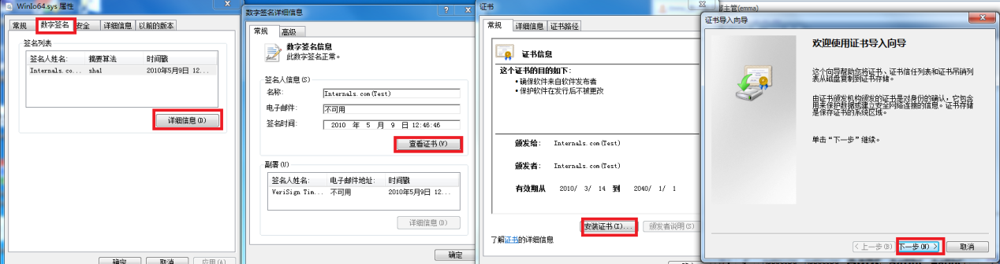 WinIo64.sys 属性
常规 数字签名 安全 详细信息 以前的版本
签名列表
签名人姓名: 摘要算法 时间戳
Internals.co... sha1 2010年5月9日 12...
详细信息(D)
确定 取消 应用(A)
数字签名详细信息
常规 高级
数字签名信息
此数字签名正常。
签名人信息(S)
名称: Internals.com(Test)
电子邮件: 不可用
签名时间: 2010 年 5 月 9 日 12:46:46
查看证书(V)
副署(U)
签名人姓名: 电子邮件地址: 时间戳
VeriSign Tim... 不可用 2010年5月9日 12...
详细信息(D)
确定
证书
常规 详细信息 证书路径
证书信息
这个证书的目的如下:
• 确保软件来自软件发布者
• 保护软件在发行后不被更改
颁发给: Internals.com(Test)
颁发者: Internals.com(Test)
有效期从 2010/ 3/ 14 到 2040/ 1/ 1
安装证书(I)... 颁发者说明(S)
了解证书的详细信息
主管(emma)
证书导入向导
欢迎使用证书导入向导
这个向导帮助您将证书、证书信任列表和证书吊销列
表从磁盘复制到证书存储。
由证书颁发机构颁发的证书是对身份的确认，它包含
用来保护数据或建立安全网络连接的信息。证书存储
是保存证书的系统区域。
单击“下一步”继续。
< 上一步(B) 下一步(N) > 取消